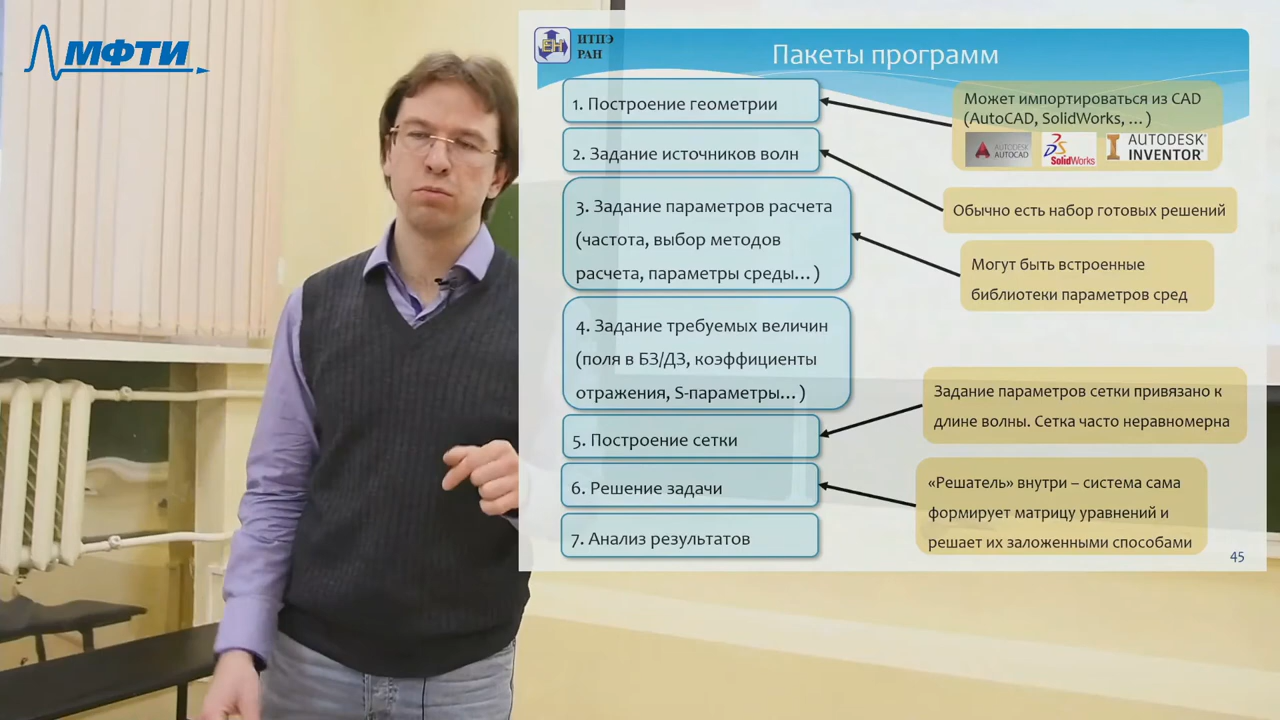 МФТИ
ИТПЭ
РАН
Пакеты программ
1. Построение геометрии
2. Задание источников волн
3. Задание параметров расчета
(частота, выбор методов
расчета, параметры среды…)
4. Задание требуемых величин
(поля в БЗ/ДЗ, коэффициенты
отражения, S-параметры…)
5. Построение сетки
6. Решение задачи
7. Анализ результатов
Может импортироваться из CAD
(AutoCAD, SolidWorks, …)
AUTODESK
AUTOCAD
SolidWorks
AUTODESK
INVENTOR
Обычно есть набор готовых решений
Могут быть встроенные
библиотеки параметров сред
Задание параметров сетки привязано к
длине волны. Сетка часто неравномерна
«Решатель» внутри – система сама
формирует матрицу уравнений и
решает их заложенными способами
45